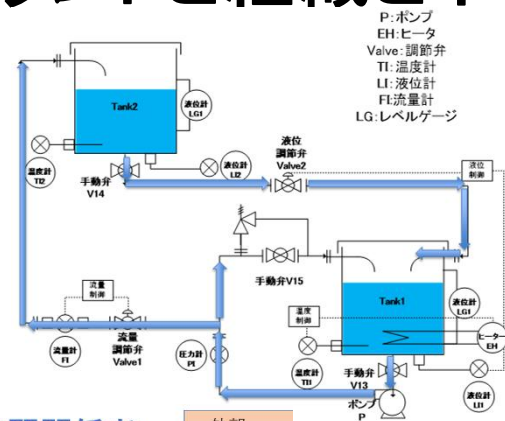 P:ポンプ
EH:ヒータ
Valve:調節弁
TI:温度計
LI:液位計
FI:流量計
LG:レベルゲージ
Tank2
液位計
LG1
温度計
TI2
手動弁
V14
液位計
LI2
液位
調節弁
Valve2
液位
制御
手動弁V15
流量
制御
流量計
FI
流量
調節弁
Valve1
圧力計
PI
Tank1
液位計
LG1
温度
制御
ヒータ
EH
温度計
TI1
手動弁
V13
ポンプ
P
液位計
LI1